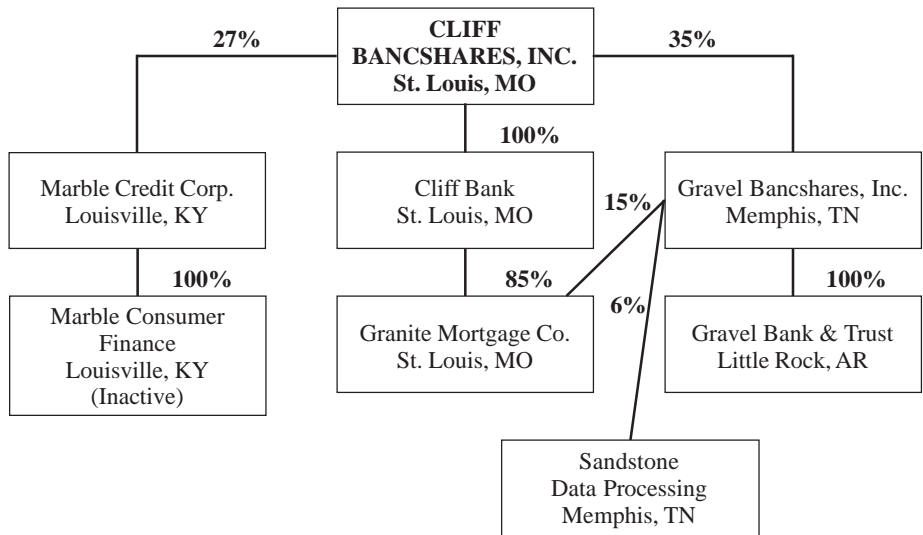 27%
CLIFF
BANCSHARES, INC.
St. Louis, MO
35%
100%
Marble Credit Corp.
Louisville, KY
Cliff Bank
St. Louis, MO
15%
Gravel Bancshares, Inc.
Memphis, TN
100%
85%
6%
100%
Marble Consumer
Finance
Louisville, KY
(Inactive)
Granite Mortgage Co.
St. Louis, MO
Gravel Bank & Trust
Little Rock, AR
Sandstone
Data Processing
Memphis, TN